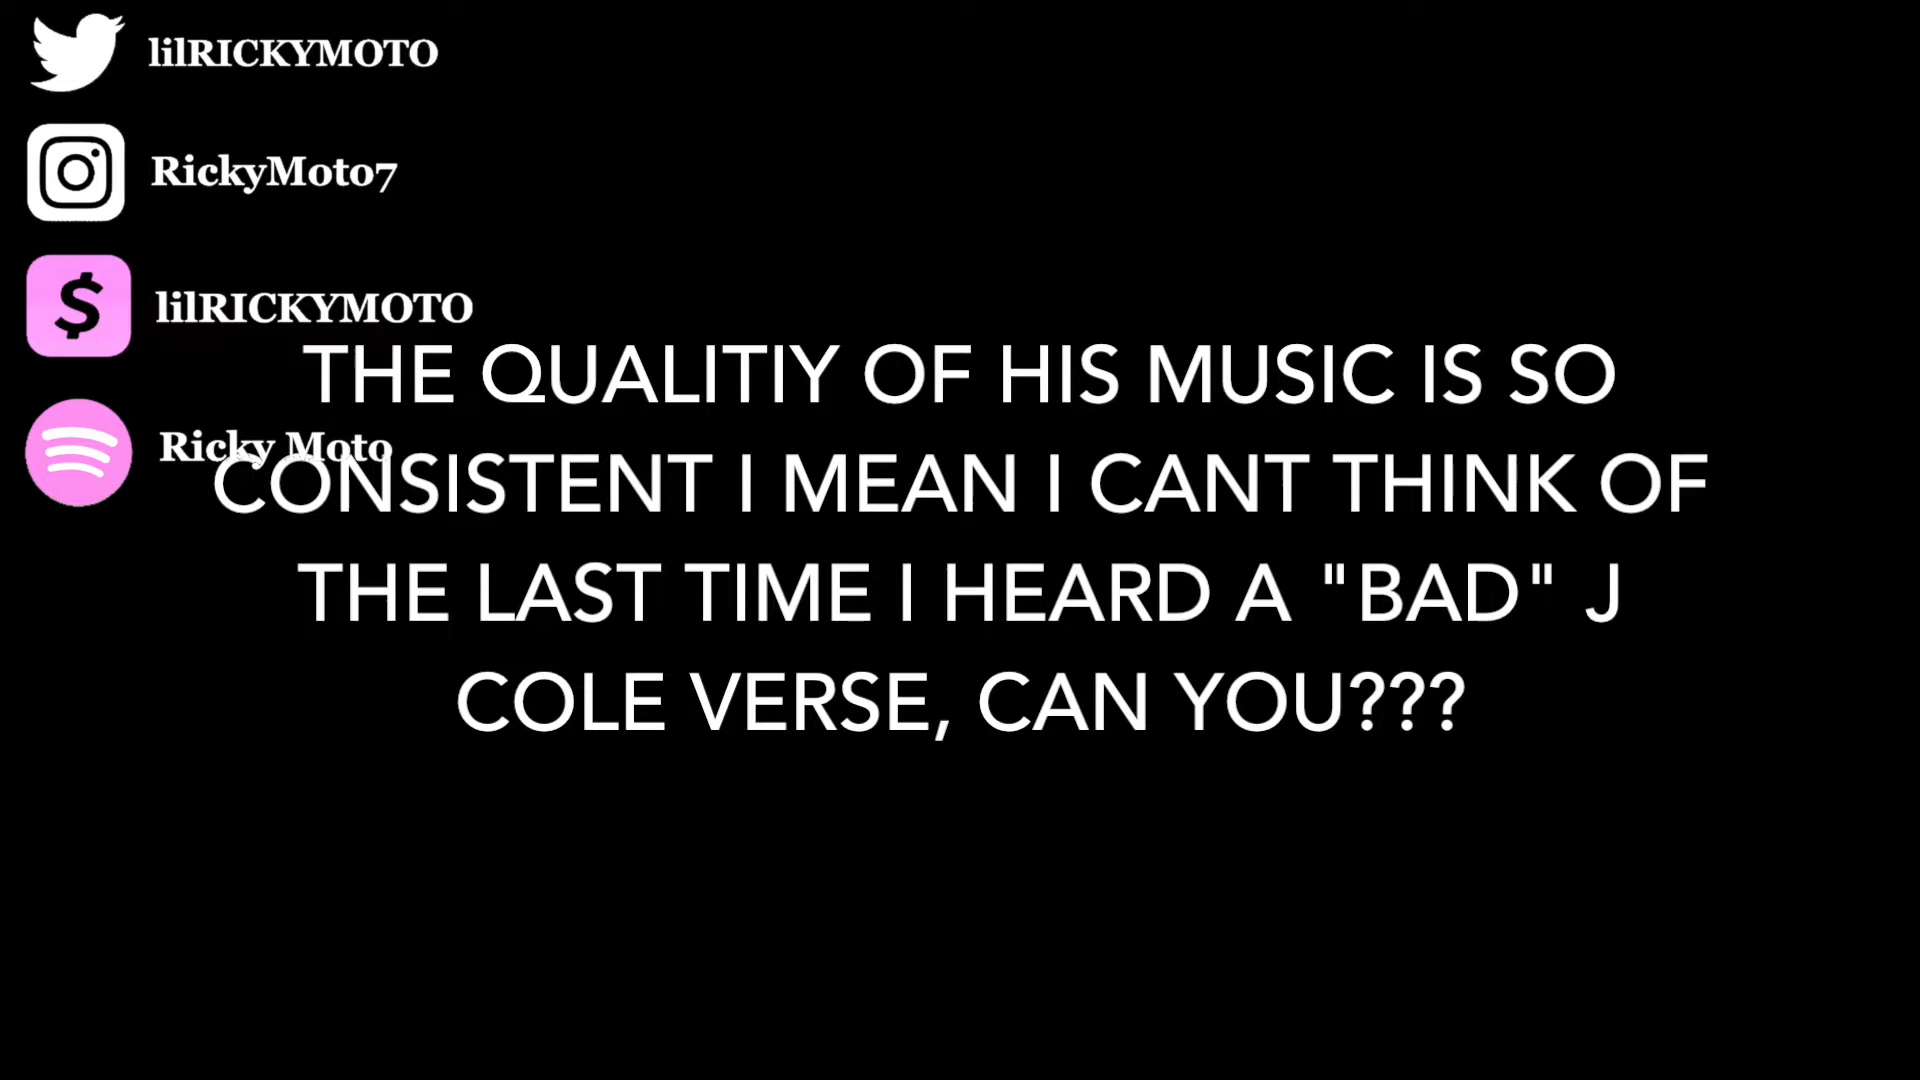 lilRICKYMOTO
RickyMoto7
$
lilRICKYMOTO
THE QUALITIY OF HIS MUSIC IS SO
Ricky Moto
CONSISTENT I MEAN I CANT THINK OF
THE LAST TIME I HEARD A "BAD" J
COLE VERSE, CAN YOU???